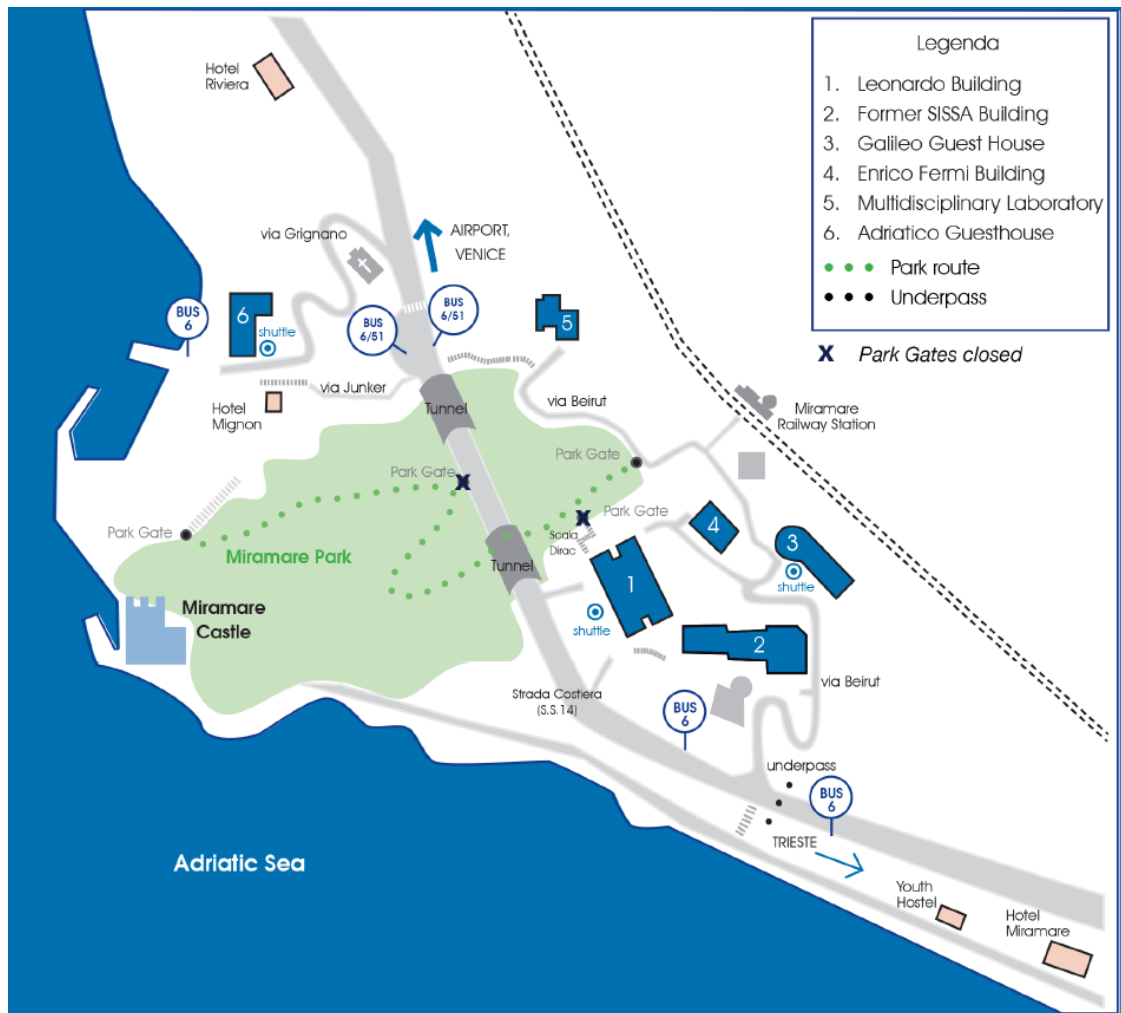 Legenda
1. Leonardo Building
2. Former SISSA Building
3. Galileo Guest House
4. Enrico Fermi Building
5. Multidisciplinary Laboratory
6. Adriatico Guesthouse
Park route
Underpass
X Park Gates closed
Hotel
Riviera
via Grignano
AIRPORT,
VENICE
BUS
6
6
shuttle
BUS
6/51
BUS
6/51
5
via Junker
Hotel
Mignon
Tunnel
via Beirut
Miramare
Railway Station
Park Gate
X
Park Gate
Park Gate
X
Park Gate
Scala
Dirac
4
3
shuttle
Miramare Park
Tunnel
1
shuttle
Miramare
Castle
2
via Beirut
Strada Costiera
(S.S.14)
BUS
6
underpass
BUS
6
TRIESTE
Adriatic Sea
Youth
Hostel
Hotel
Miramare